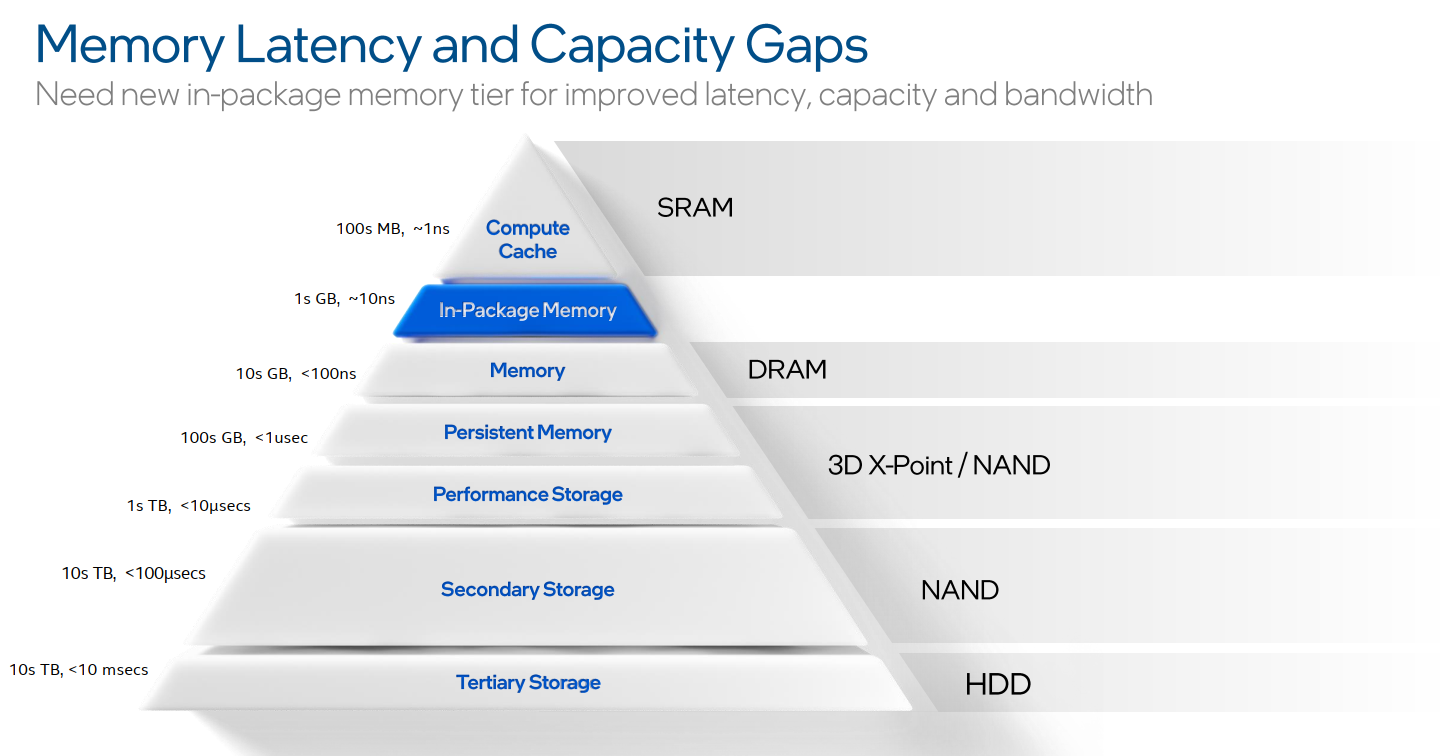 Memory Latency and Capacity Gaps
Need new in-package memory tier for improved latency, capacity and bandwidth
SRAM
100s MB, ~1ns
Compute
Cache
1s GB, ~10ns
In-Package Memory
10s GB, <100ns
Memory
DRAM
100s GB, <1usec
Persistent Memory
3D X-Point / NAND
1s TB, <10µsecs
Performance Storage
10s TB, <100µsecs
Secondary Storage
NAND
10s TB, <10 msecs
Tertiary Storage
HDD